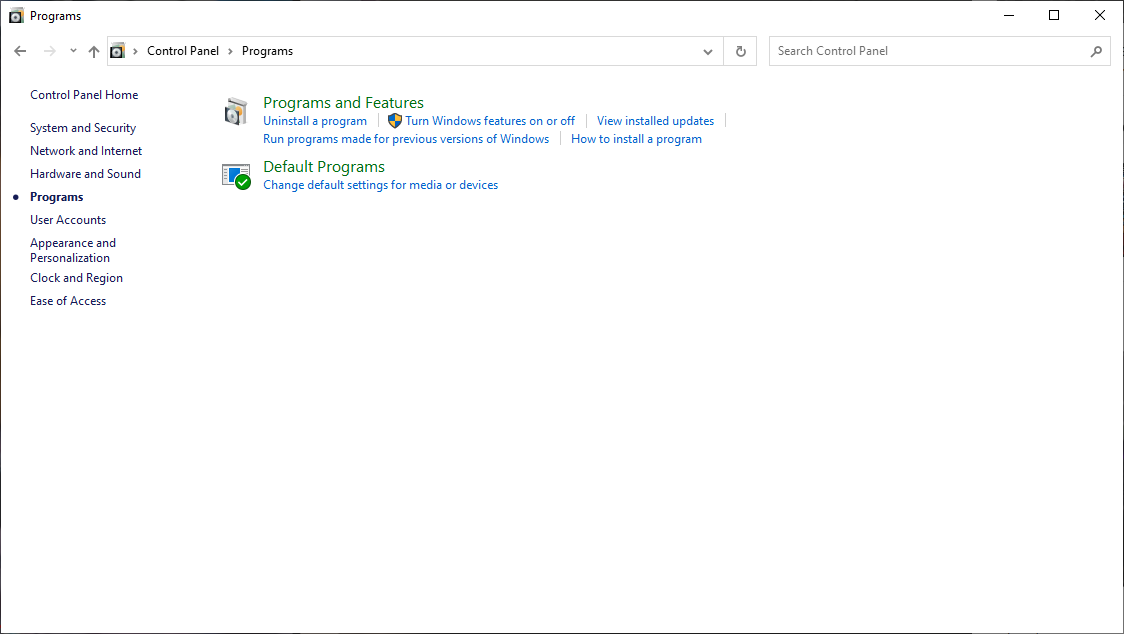 Programs
Control Panel > Programs
Search Control Panel
Control Panel Home
System and Security
Network and Internet
Hardware and Sound
Programs
User Accounts
Appearance and
Personalization
Clock and Region
Ease of Access
Programs and Features
Uninstall a program | Turn Windows features on or off | View installed updates |
Run programs made for previous versions of Windows | How to install a program
Default Programs
Change default settings for media or devices